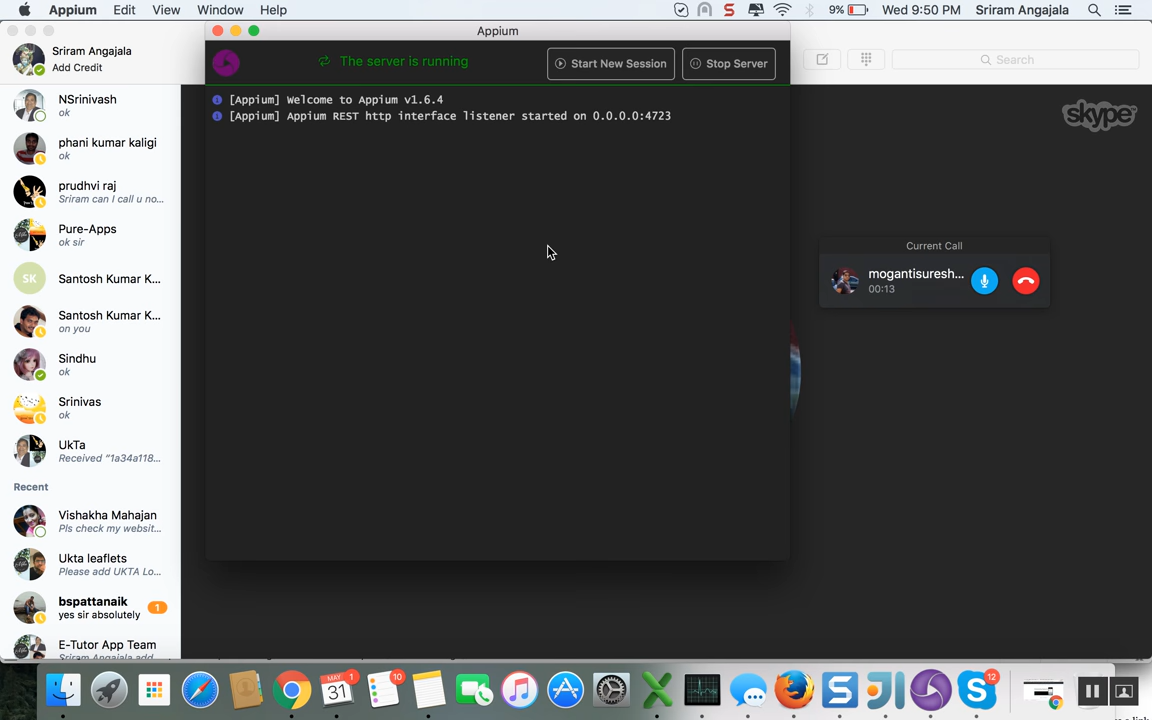 Appium Edit View Window Help 9% Wed 9:50 PM Sriram Angajala
Appium
Sriram Angajala
Add Credit
The server is running
Start New Session
Stop Server
Search
[Appium] Welcome to Appium v1.6.4
[Appium] Appium REST http interface listener started on 0.0.0.0:4723
skype
NSrinivash
ok
phani kumar kaligi
ok
prudhvi raj
Sriram can I call u no...
Pure-Apps
ok sir
SK
Santosh Kumar K...
Santosh Kumar K...
on you
Sindhu
ok
Srinivas
ok
UkTa
Received "1a34a118...
Recent
Vishakha Mahajan
Pls check my websit...
Ukta leaflets
Please add UKTA Lo...
bspattanaik
yes sir absolutely
1
E-Tutor App Team
Sriram Angajala add
Current Call
mogantisuresh...
00:13
MAY
31
1
10
12